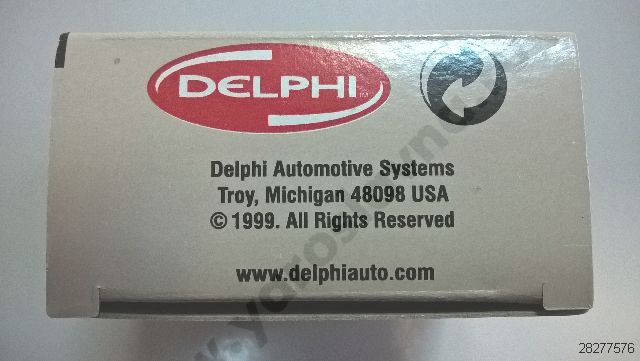 DELPHI
Delphi Automotive Systems
Troy, Michigan 48098 USA
© 1999. All Rights Reserved
www.delphiauto.com
28277576